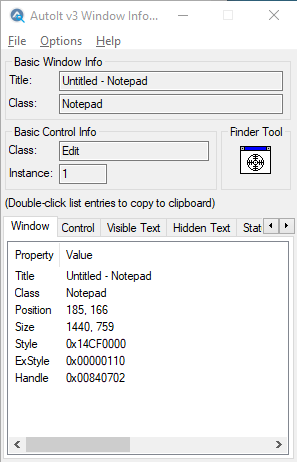 AutoIt v3 Window Info...
File Options Help
Basic Window Info
Title: Untitled - Notepad
Class: Notepad
Basic Control Info
Class: Edit
Instance: 1
Finder Tool
(Double-click list entries to copy to clipboard)
Window Control Visible Text Hidden Text Stat
Property Value
Title Untitled - Notepad
Class Notepad
Position 185, 166
Size 1440, 759
Style 0x14CF0000
ExStyle 0x00000110
Handle 0x00840702